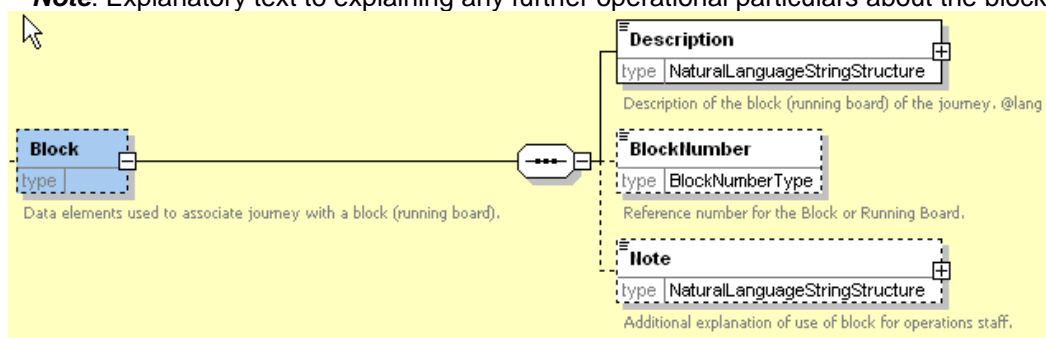 Note: Explanatory text to explaining any further operational particulars about the block
Description
type NaturalLanguageStringStructure
Description of the block (running board) of the journey. @lang
Block
type
Data elements used to associate journey with a block (running board).
BlockNumber
type BlockNumberType
Reference number for the Block or Running Board.
Note
type NaturalLanguageStringStructure
Additional explanation of use of block for operations staff.